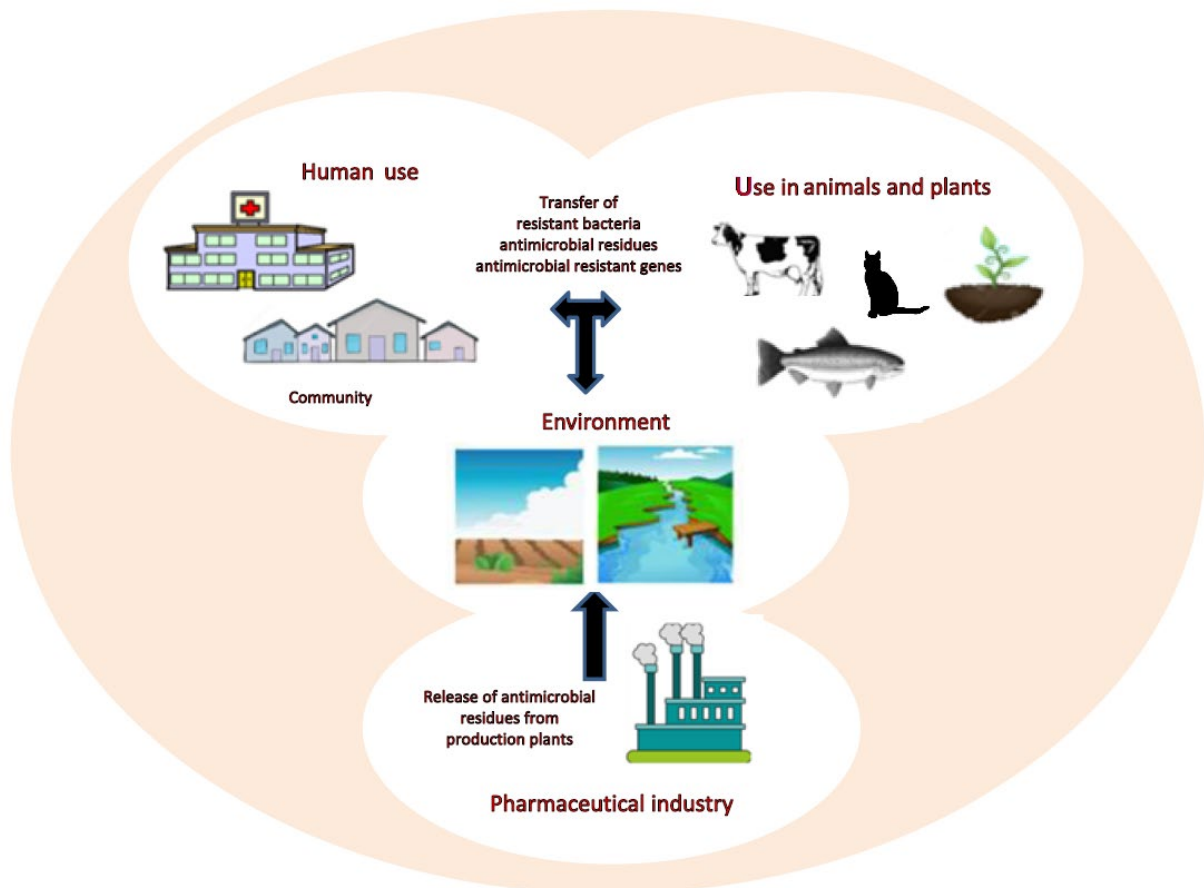 Human use
Use in animals and plants
Transfer of
resistant bacteria
antimicrobial residues
antimicrobial resistant genes
Community
Environment
Release of antimicrobial
residues from
production plants
Pharmaceutical industry